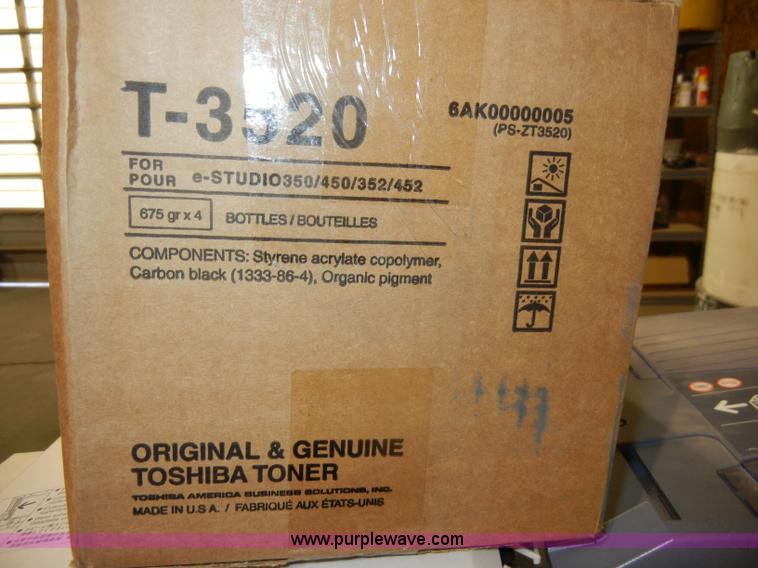 T-3520
6AK00000005
(PS-ZT3520)
FOR
POUR e-STUDIO350/450/352/452
675 gr x 4 BOTTLES / BOUTEILLES
COMPONENTS: Styrene acrylate copolymer,
Carbon black (1333-86-4), Organic pigment
ORIGINAL & GENUINE
TOSHIBA TONER
TOSHIBA AMERICA BUSINESS SOLUTIONS, INC.
MADE IN U.S.A. / FABRIQUÉ AUX ÉTATS-UNIS
www.purplewave.com